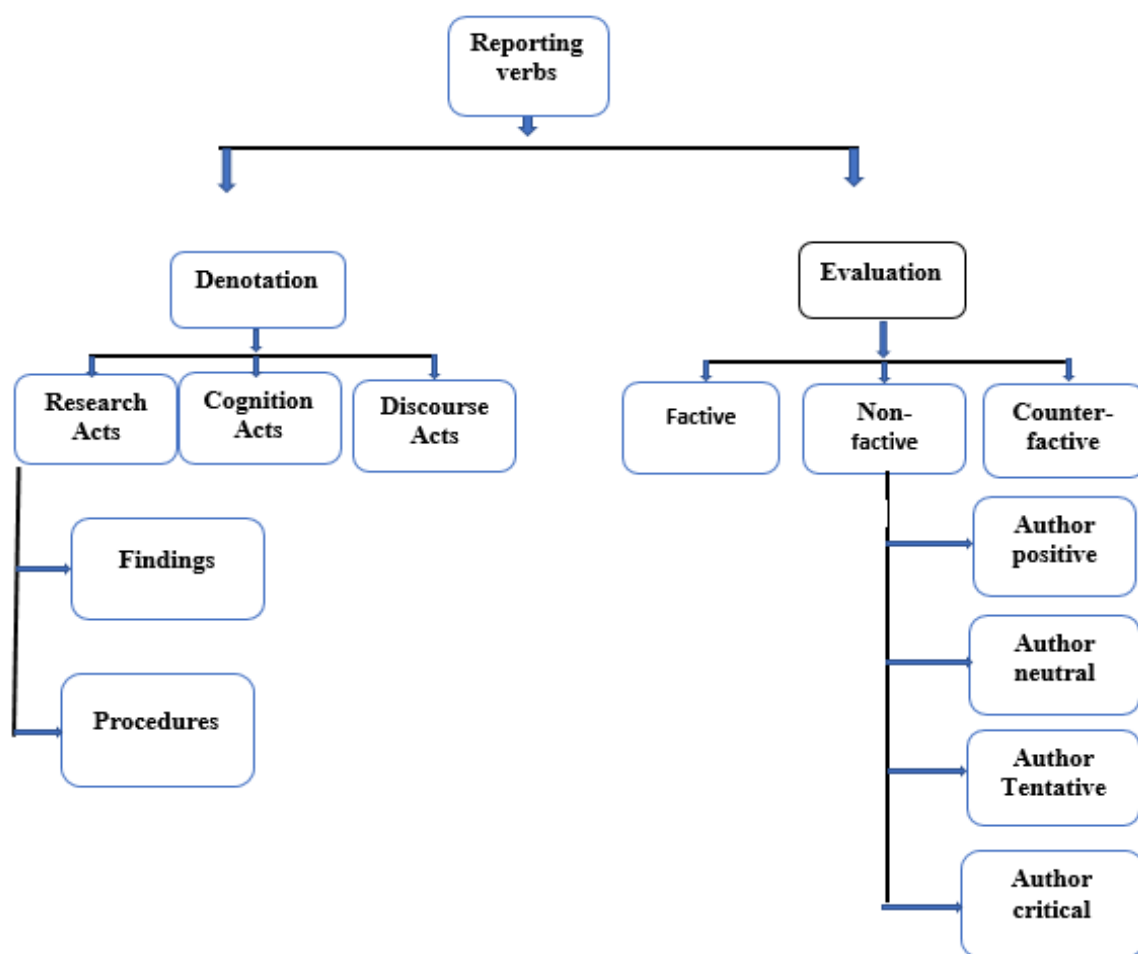 Reporting
verbs
Denotation
Evaluation
Research
Acts
Cognition
Acts
Discourse
Acts
Factive
Non-
factive
Counter-
factive
Findings
Procedures
Author
positive
Author
neutral
Author
Tentative
Author
critical